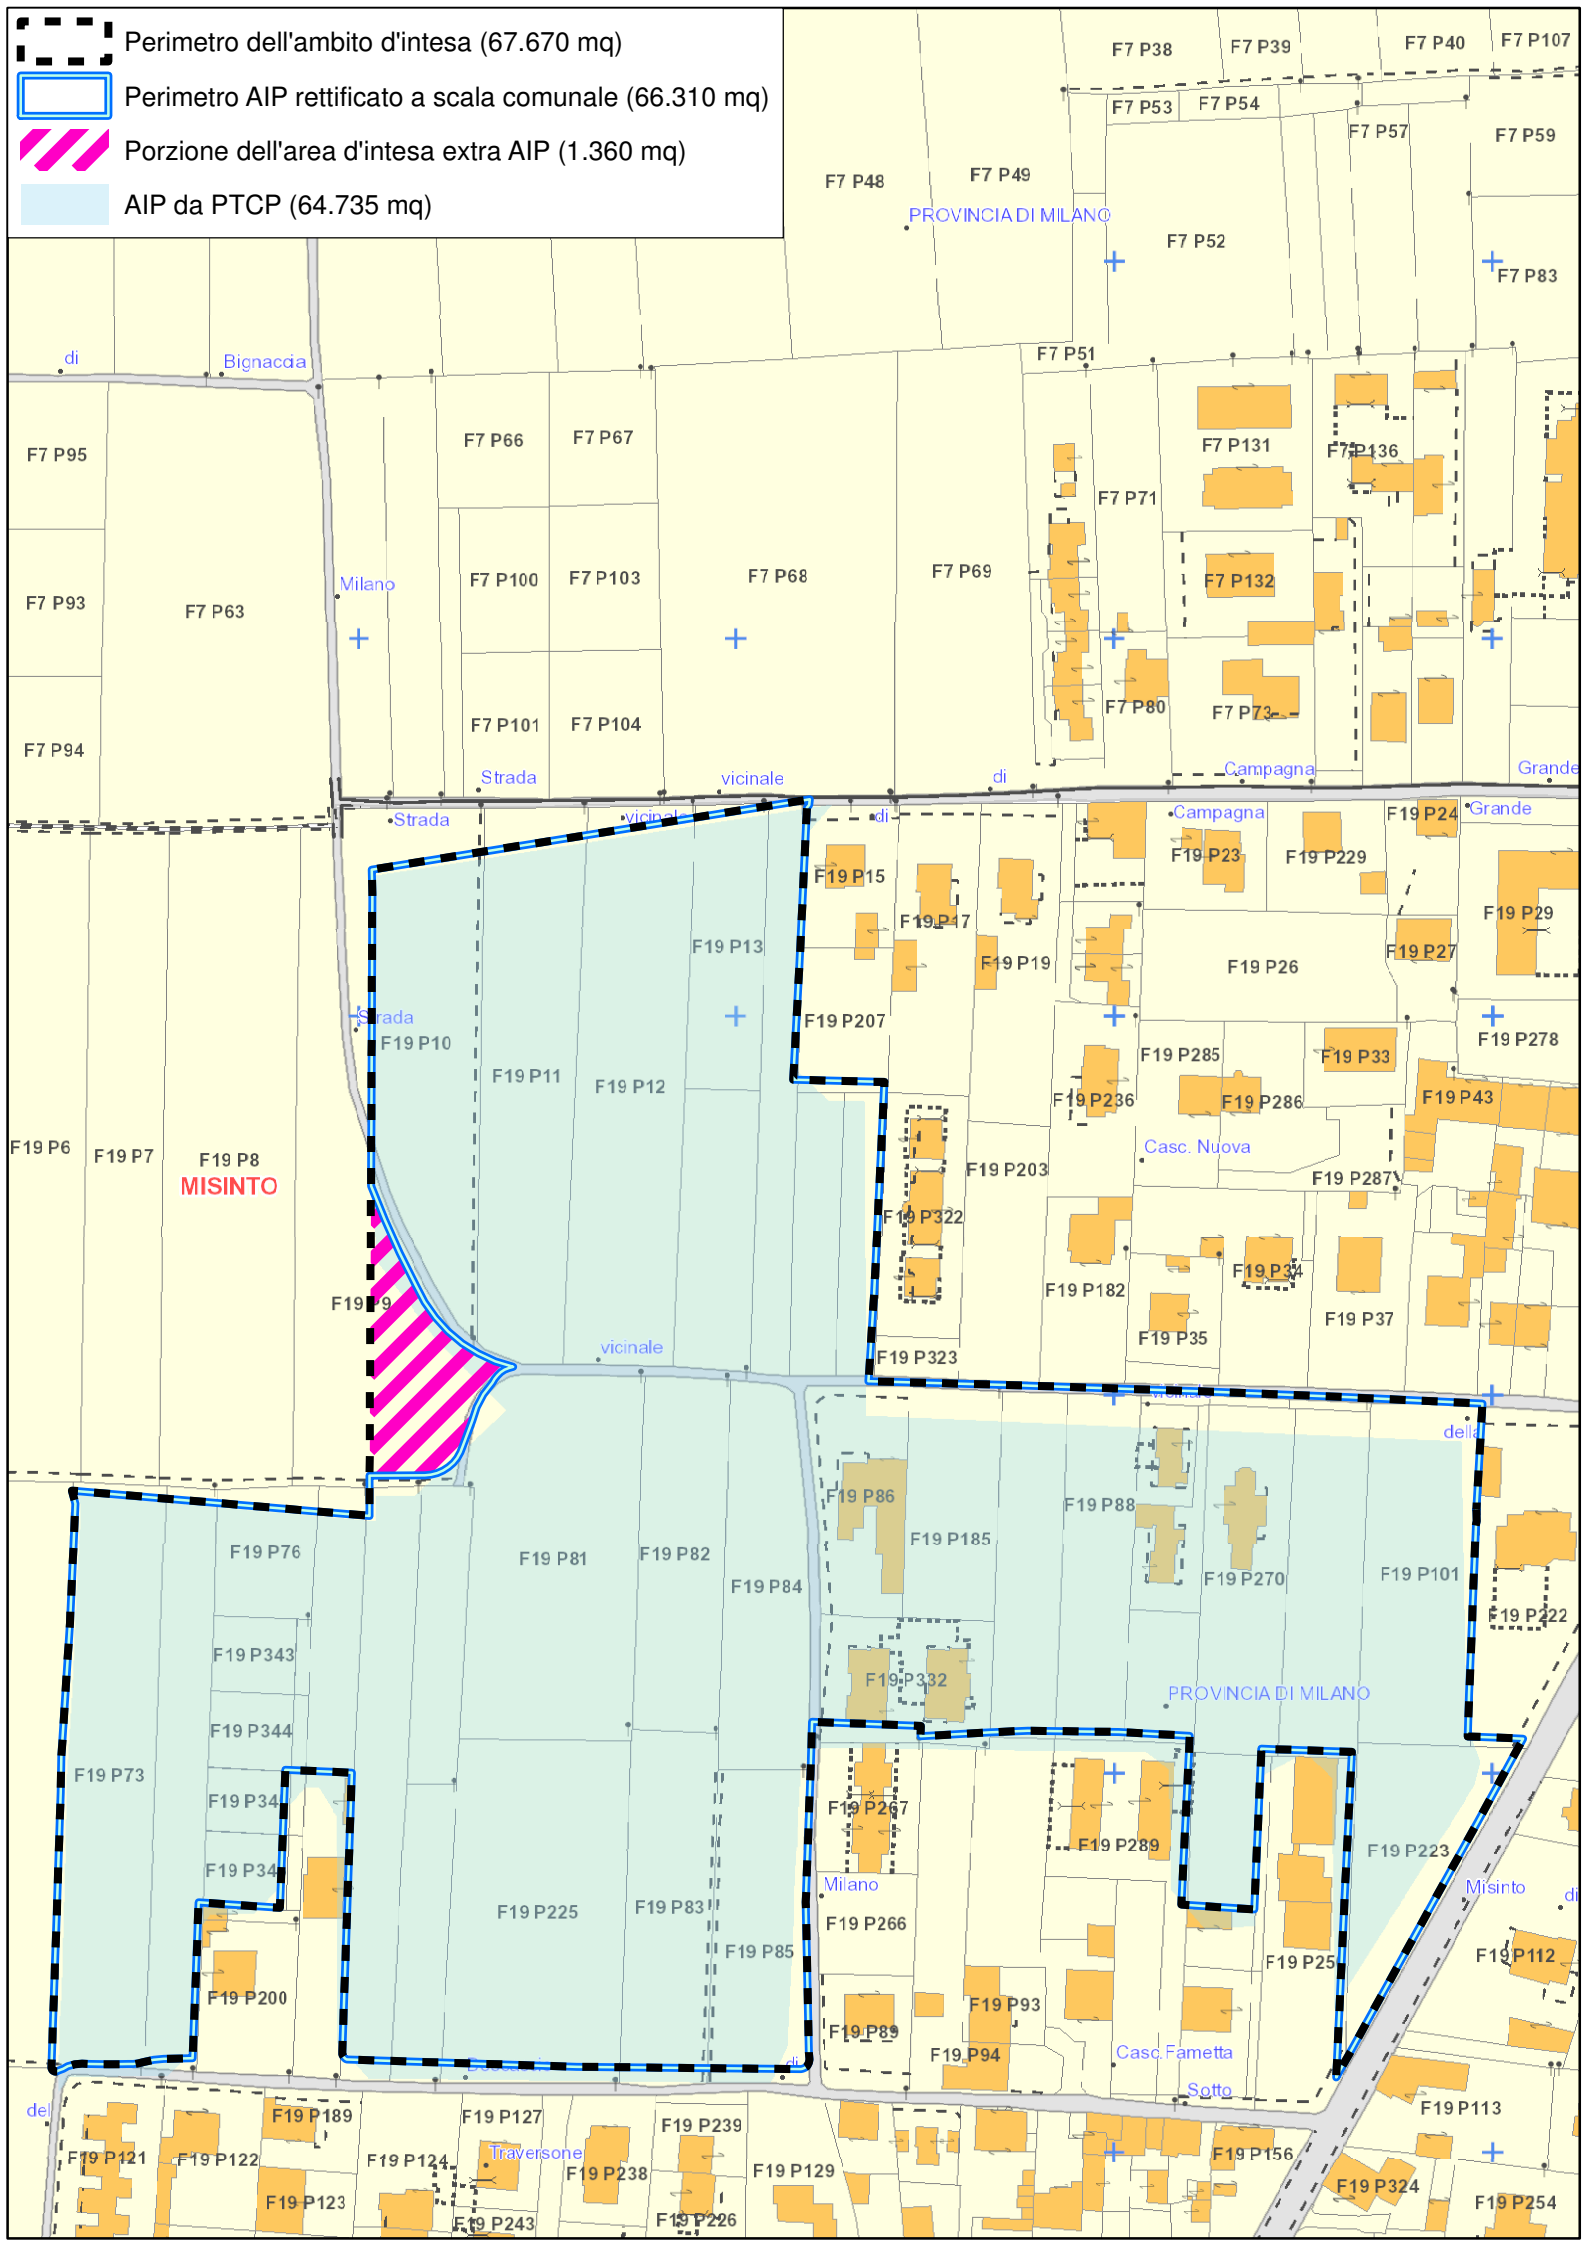 Perimetro dell'ambito d'intesa (67.670 mq)
Perimetro AIP rettificato a scala comunale (66.310 mq)
Porzione dell'area d'intesa extra AIP (1.360 mq)
AIP da PTCP (64.735 mq)
F7 P38
F7 P39
F7 P40
F7 P107
F7 P53
F7 P54
F7 P57
F7 P59
F7 P48
F7 P49
PROVINCIA DI MILANO
F7 P52
F7 P83
di
Bignaccia
F7 P51
F7 P95
F7 P66
F7 P67
F7 P131
F7 P136
F7 P71
F7 P93
F7 P63
Milano
F7 P100
F7 P103
F7 P68
F7 P69
F7 P132
F7 P94
F7 P101
F7 P104
F7 P80
F7 P73
Strada
vicinale
di
Campagna
Grande
Strada
vicinale
di
Campagna
F19 P24
Grande
F19 P15
F19 P23
F19 P229
F19 P17
F19 P29
F19 P13
F19 P19
F19 P26
F19 P27
Strada
F19 P207
F19 P10
F19 P285
F19 P33
F19 P278
F19 P11
F19 P12
F19 P236
F19 P286
F19 P43
F19 P6
F19 P7
F19 P8
MISINTO
Casc. Nuova
F19 P203
F19 P287
F19 P322
F19 P9
F19 P182
F19 P34
F19 P35
F19 P37
vicinale
F19 P323
vicinale
della
F19 P86
F19 P88
F19 P76
F19 P81
F19 P82
F19 P84
F19 P185
F19 P270
F19 P101
F19 P222
F19 P343
F19 P332
PROVINCIA DI MILANO
F19 P344
F19 P73
F19 P34
F19 P267
F19 P289
F19 P223
F19 P34
Milano
Misinto
di
F19 P225
F19 P83
F19 P85
F19 P266
F19 P25
F19 P112
F19 P200
F19 P93
F19 P89
F19 P94
Casc.Fametta
di
Sotto
del
F19 P189
F19 P127
F19 P239
F19 P113
F19 P121
F19 P122
F19 P124
Traversone
F19 P238
F19 P129
F19 P156
F19 P324
F19 P123
F19 P243
F19 P226
F19 P254